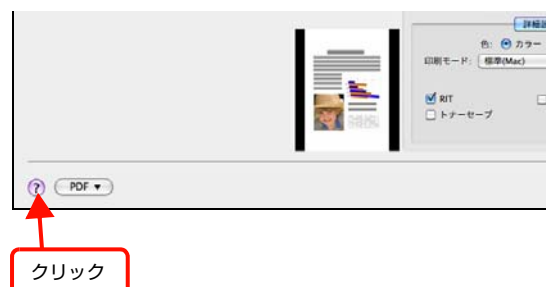 詳細設
色: カラー
印刷モード: 標準(Mac)
RIT
トナーセーブ
? PDF
クリック